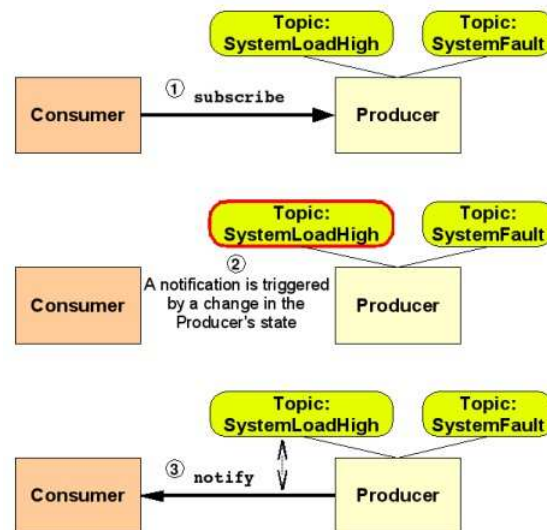 Topic:
SystemLoadHigh
Topic:
SystemFault
Consumer
① subscribe
Producer
Topic:
SystemLoadHigh
Topic:
SystemFault
②
A notification is triggered
by a change in the
Producer's state
Consumer
Producer
Topic:
SystemLoadHigh
Topic:
SystemFault
③ notify
Consumer
Producer